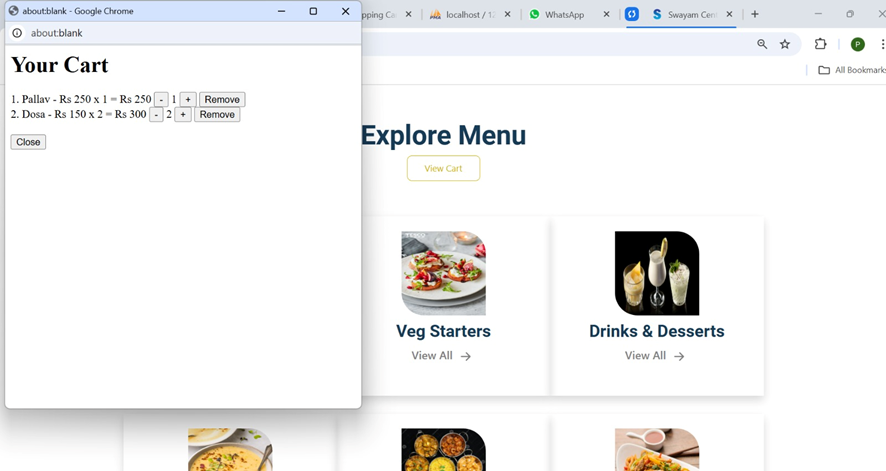 about:blank - Google Chrome
about:blank
Your Cart
1. Pallav - Rs 250 x 1 = Rs 250 - 1 + Remove
2. Dosa - Rs 150 x 2 = Rs 300 - 2 + Remove
Close
pping Ca
localhost / 12
WhatsApp
Swayam Cen
P
All Bookmarks
Explore Menu
View Cart
Veg Starters
View All →
Drinks & Desserts
View All →